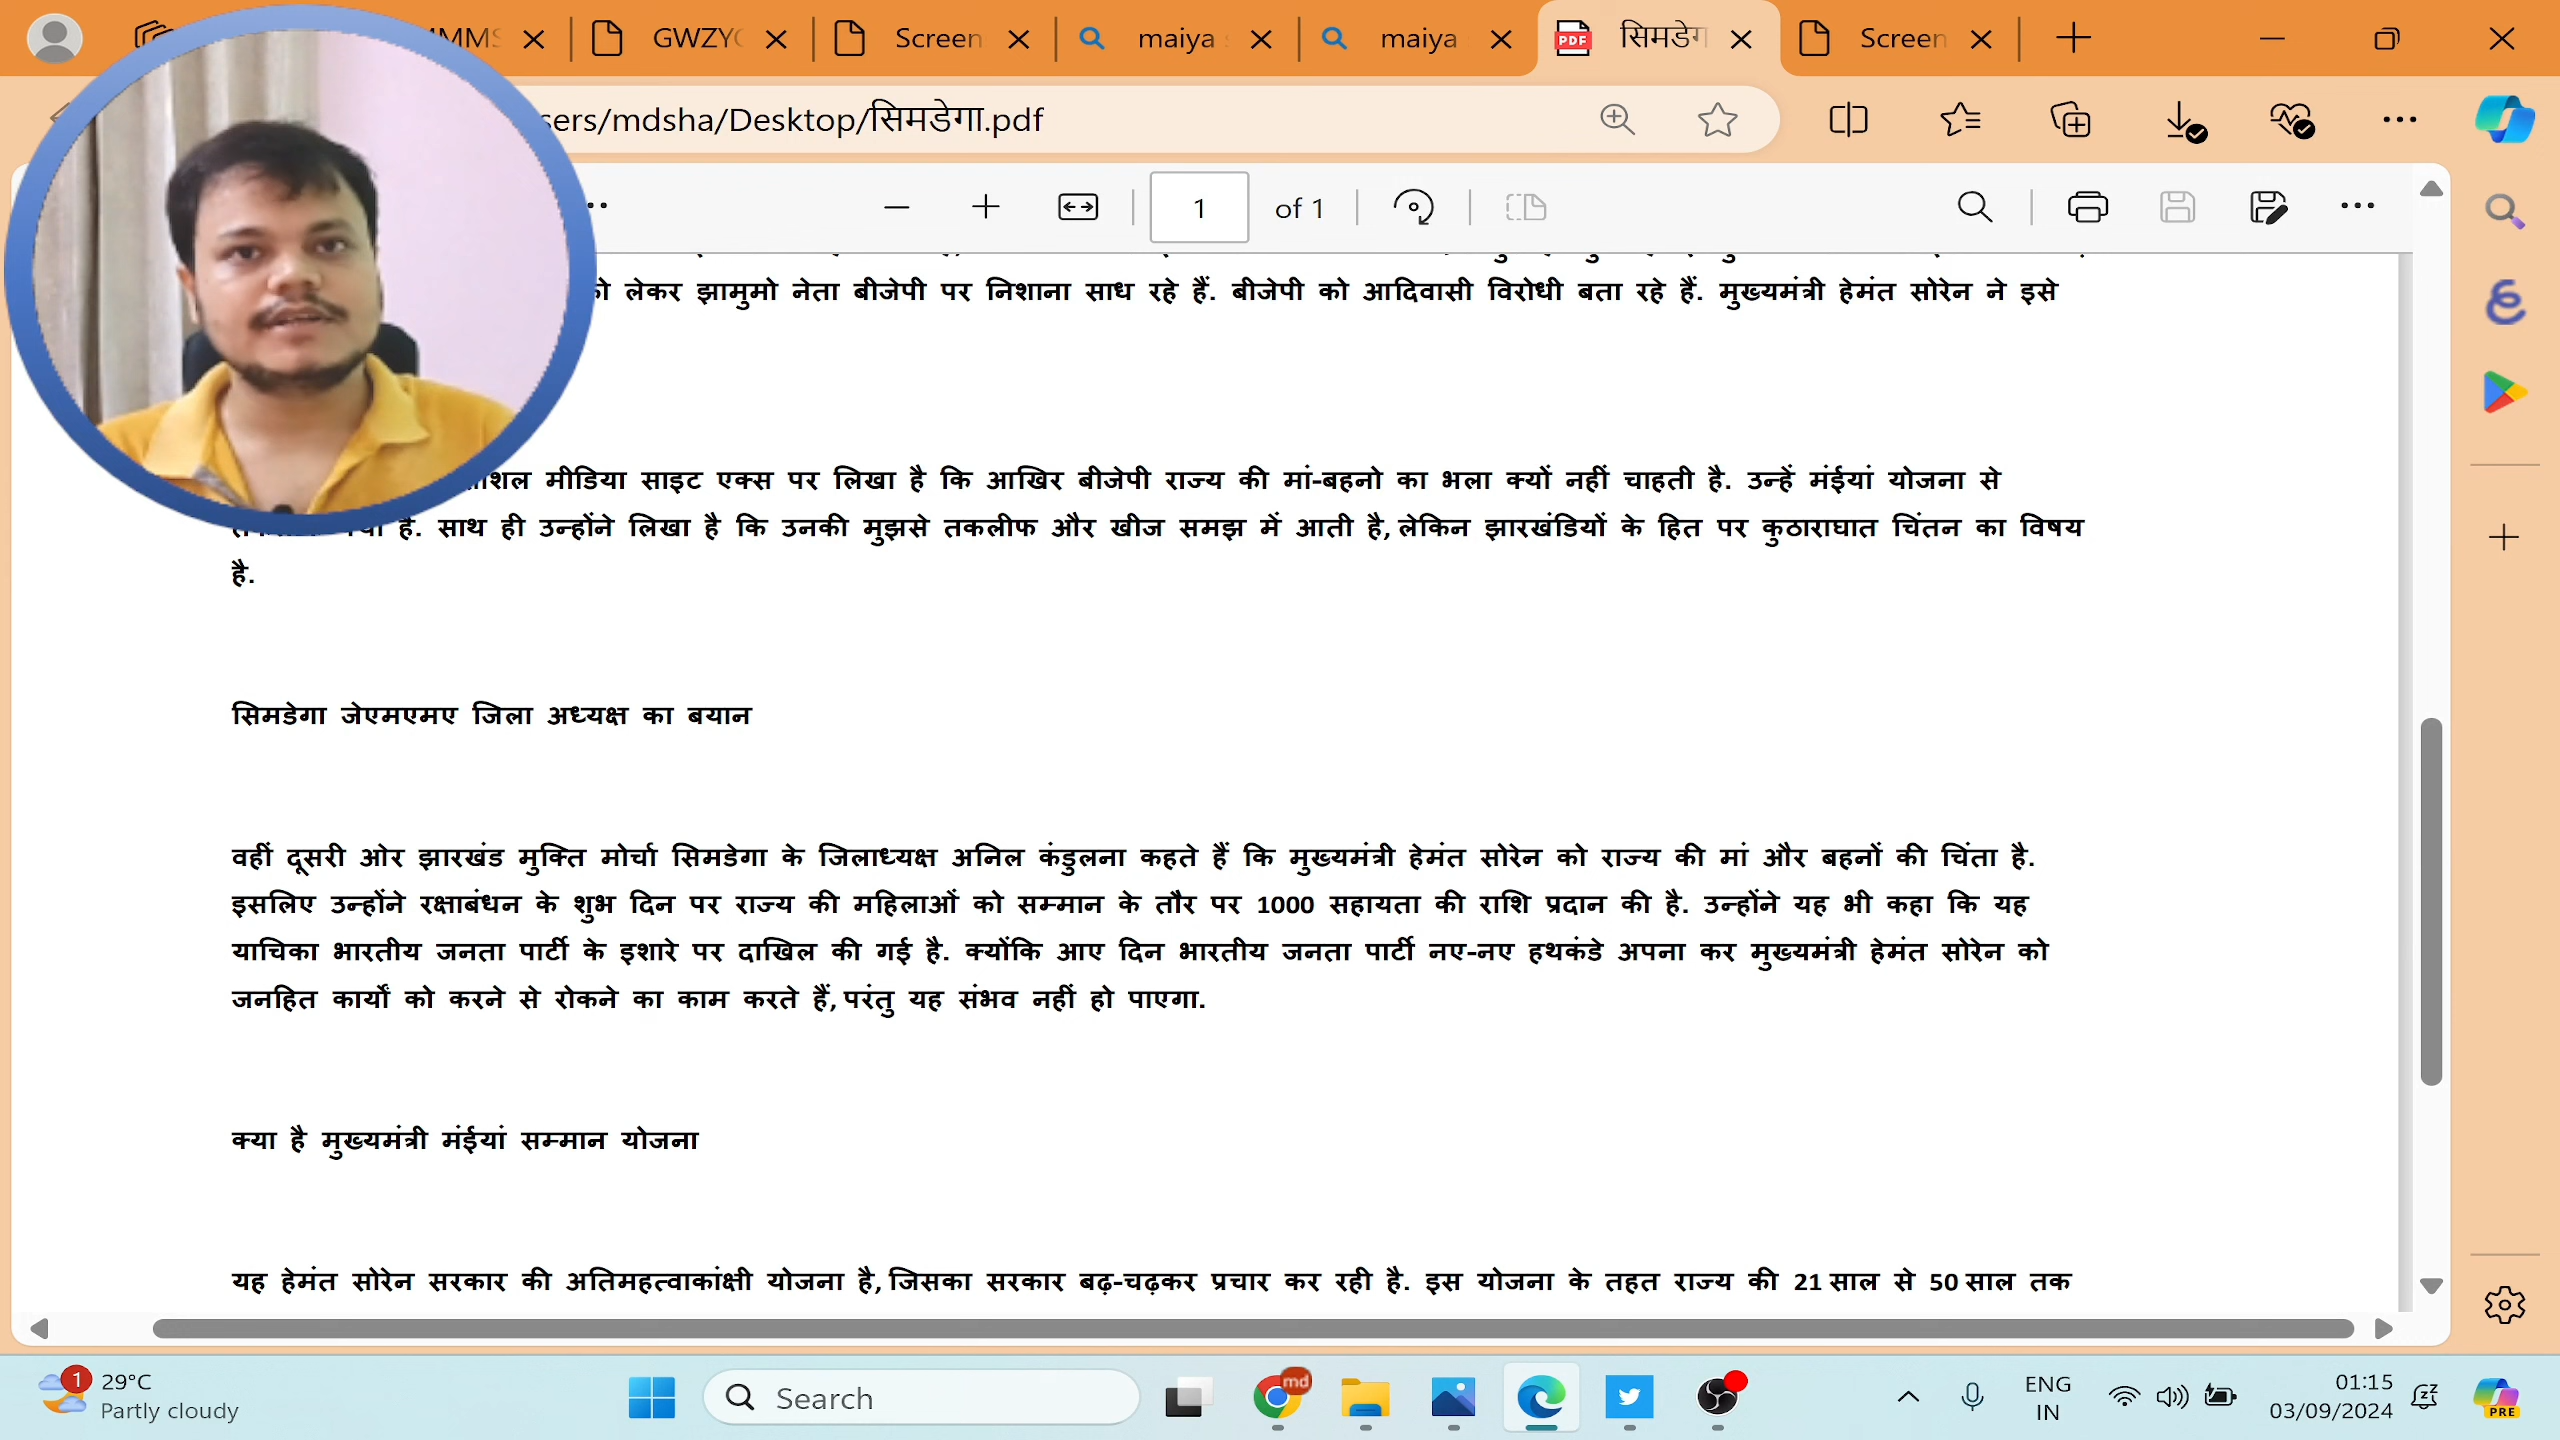 MMMS
GWZYG
Screen
maiya s
maiya
सिमडेग
Screen
sers/mdsha/Desktop/सिमडेगा.pdf
1 of 1
को लेकर झामुमो नेता बीजेपी पर निशाना साध रहे हैं. बीजेपी को आदिवासी विरोधी बता रहे हैं. मुख्यमंत्री हेमंत सोरेन ने इसे
मीडिया साइट एक्स पर लिखा है कि आखिर बीजेपी राज्य की मां-बहनो का भला क्यों नहीं चाहती है. उन्हें मंईयां योजना से
है. साथ ही उन्होंने लिखा है कि उनकी मुझसे तकलीफ और खीज समझ में आती है, लेकिन झारखंडियों के हित पर कुठाराघात चिंतन का विषय
है.
सिमडेगा जेएमएमए जिला अध्यक्ष का बयान
वहीं दूसरी ओर झारखंड मुक्ति मोर्चा सिमडेगा के जिलाध्यक्ष अनिल कंडुलना कहते हैं कि मुख्यमंत्री हेमंत सोरेन को राज्य की मां और बहनों की चिंता है.
इसलिए उन्होंने रक्षाबंधन के शुभ दिन पर राज्य की महिलाओं को सम्मान के तौर पर 1000 सहायता की राशि प्रदान की है. उन्होंने यह भी कहा कि यह
याचिका भारतीय जनता पार्टी के इशारे पर दाखिल की गई है. क्योंकि आए दिन भारतीय जनता पार्टी नए-नए हथकंडे अपना कर मुख्यमंत्री हेमंत सोरेन को
जनहित कार्यों को करने से रोकने का काम करते हैं, परंतु यह संभव नहीं हो पाएगा.
क्या है मुख्यमंत्री मंईयां सम्मान योजना
यह हेमंत सोरेन सरकार की अतिमहत्वाकांक्षी योजना है, जिसका सरकार बढ़-चढ़कर प्रचार कर रही है. इस योजना के तहत राज्य की 21 साल से 50 साल तक
1
29°C
Partly cloudy
Search
md
ENG
IN
01:15
03/09/2024
PRE